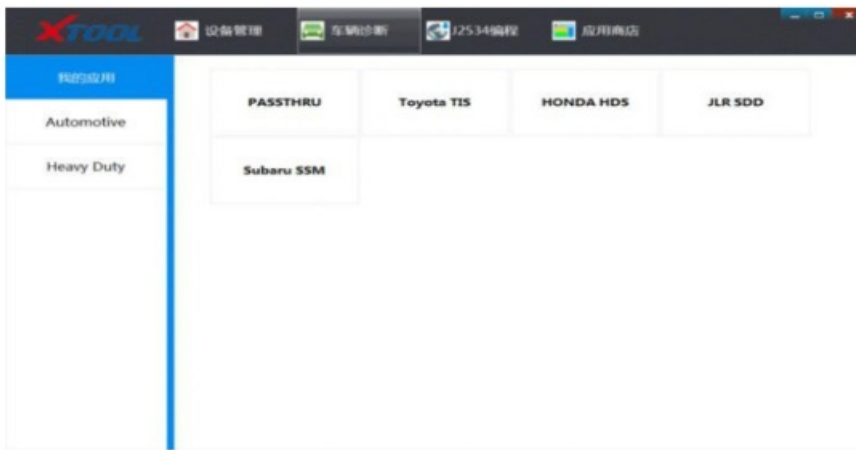 XTOOL 设备管理 车辆诊断 J2534编程 应用商店
我的应用
Automotive
Heavy Duty
PASSTHRU Toyota TIS HONDA HDS JLR SDD
Subaru SSM